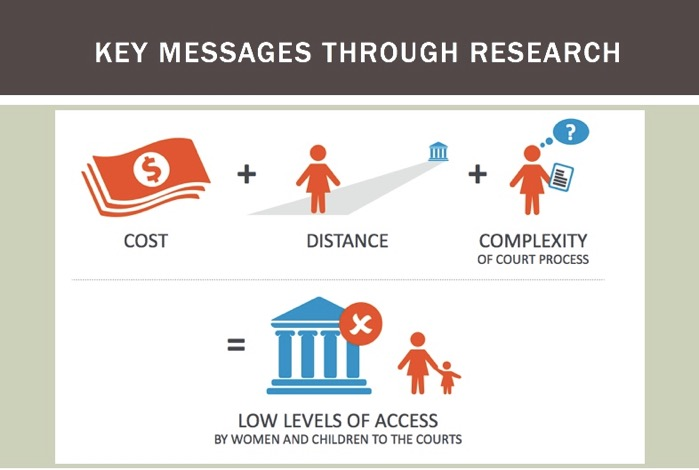 KEY MESSAGES THROUGH RESEARCH
$
?
+
+
COST
DISTANCE
COMPLEXITY
OF COURT PROCESS
=
LOW LEVELS OF ACCESS
BY WOMEN AND CHILDREN TO THE COURTS